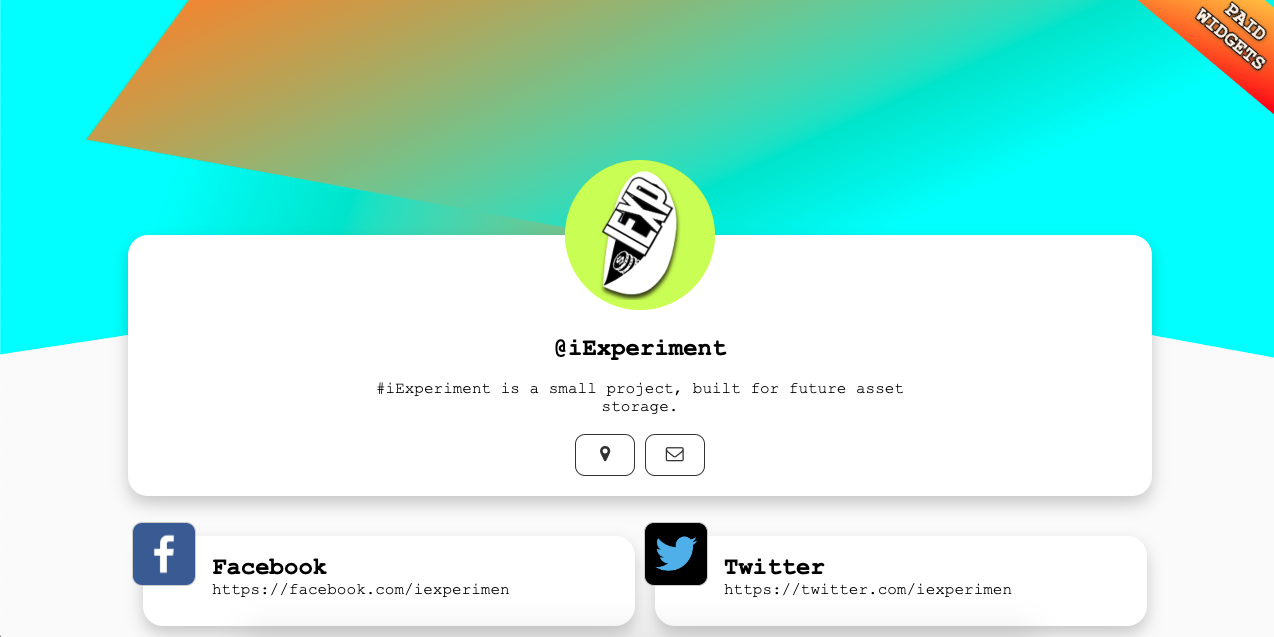 PAID
WIDGETS
IEXP
@iExperiment
#iExperiment is a small project, built for future asset
storage.
Facebook
https://facebook.com/iexperimen
Twitter
https://twitter.com/iexperimen